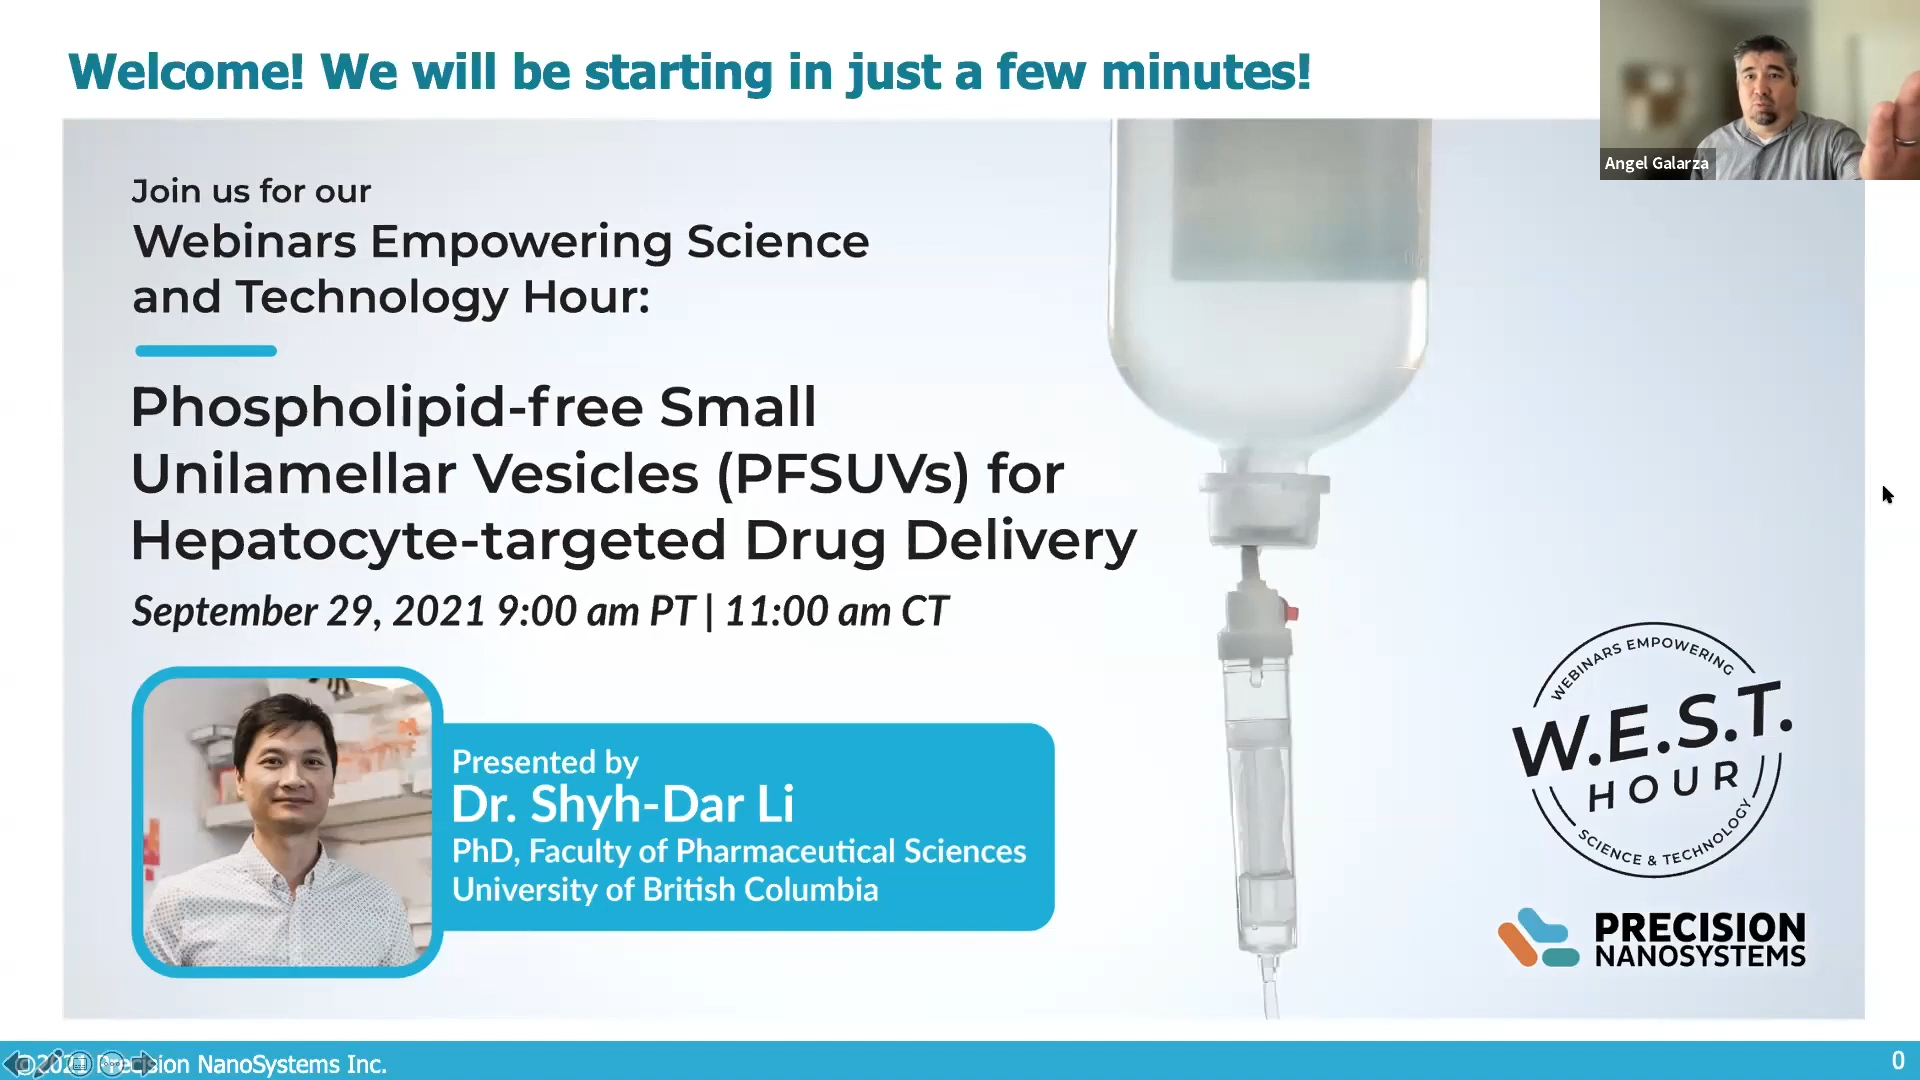 Welcome! We will be starting in just a few minutes!
Angel Galarza
Join us for our
Webinars Empowering Science
and Technology Hour:
Phospholipid-free Small
Unilamellar Vesicles (PFSUVs) for
Hepatocyte-targeted Drug Delivery
September 29, 2021 9:00 am PT | 11:00 am CT
Presented by
Dr. Shyh-Dar Li
PhD, Faculty of Pharmaceutical Sciences
University of British Columbia
WEBINARS EMPOWERING
W.E.S.T.
HOUR
SCIENCE & TECHNOLOGY
PRECISION
NANOSYSTEMS
©2021 Precision NanoSystems Inc.
0